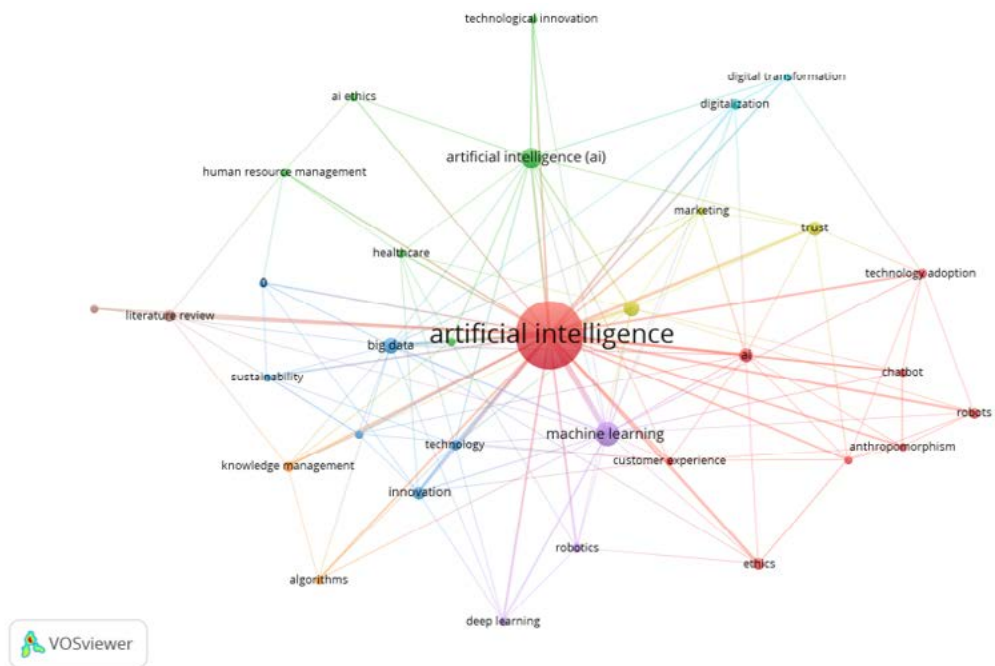 technological innovation
digital transformation
ai ethics
digitalization
artificial intelligence (ai)
human resource management
marketing
trust
healthcare
technology adoption
literature review
artificial intelligence
big data
ai
chatbot
sustainability
robots
machine learning
technology
anthropomorphism
customer experience
knowledge management
innovation
robotics
ethics
algorithms
deep learning
VOSviewer